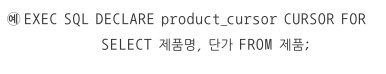 예 EXEC SQL DECLARE product_cursor CURSOR FOR
SELECT 제품명, 단가 FROM 제품;